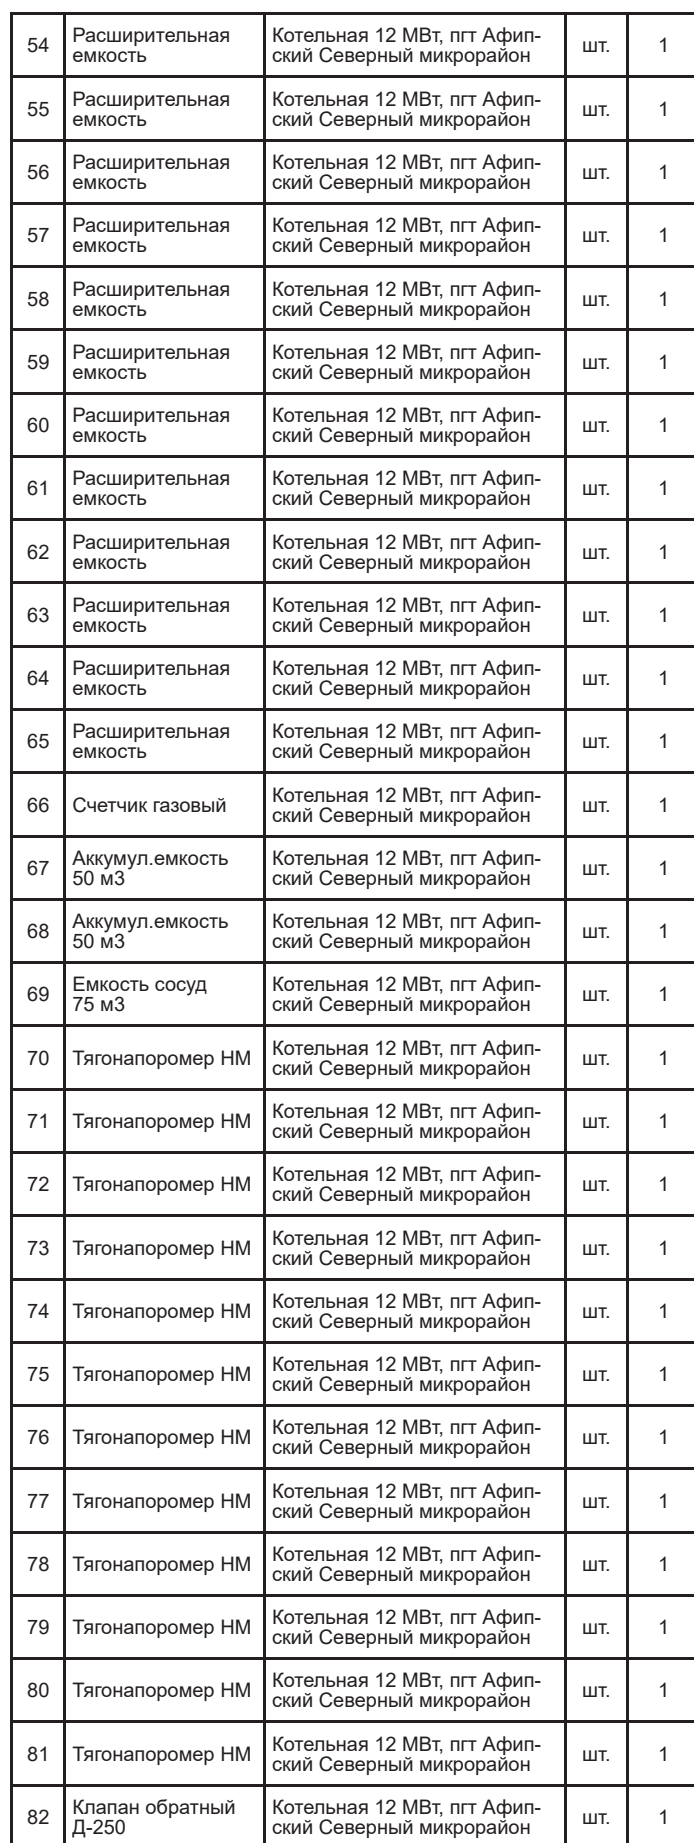 54 Расширительная емкость Котельная 12 МВт, пгт Афип-
ский Северный микрорайон шт. 1
55 Расширительная емкость Котельная 12 МВт, пгт Афип-
ский Северный микрорайон шт. 1
56 Расширительная емкость Котельная 12 МВт, пгт Афип-
ский Северный микрорайон шт. 1
57 Расширительная емкость Котельная 12 МВт, пгт Афип-
ский Северный микрорайон шт. 1
58 Расширительная емкость Котельная 12 МВт, пгт Афип-
ский Северный микрорайон шт. 1
59 Расширительная емкость Котельная 12 МВт, пгт Афип-
ский Северный микрорайон шт. 1
60 Расширительная емкость Котельная 12 МВт, пгт Афип-
ский Северный микрорайон шт. 1
61 Расширительная емкость Котельная 12 МВт, пгт Афип-
ский Северный микрорайон шт. 1
62 Расширительная емкость Котельная 12 МВт, пгт Афип-
ский Северный микрорайон шт. 1
63 Расширительная емкость Котельная 12 МВт, пгт Афип-
ский Северный микрорайон шт. 1
64 Расширительная емкость Котельная 12 МВт, пгт Афип-
ский Северный микрорайон шт. 1
65 Расширительная емкость Котельная 12 МВт, пгт Афип-
ский Северный микрорайон шт. 1
66 Счетчик газовый Котельная 12 МВт, пгт Афип-
ский Северный микрорайон шт. 1
67 Аккумул.емкость 50 м3 Котельная 12 МВт, пгт Афип-
ский Северный микрорайон шт. 1
68 Аккумул.емкость 50 м3 Котельная 12 МВт, пгт Афип-
ский Северный микрорайон шт. 1
69 Емкость сосуд 75 м3 Котельная 12 МВт, пгт Афип-
ский Северный микрорайон шт. 1
70 Тягонапоромер НМ Котельная 12 МВт, пгт Афип-
ский Северный микрорайон шт. 1
71 Тягонапоромер НМ Котельная 12 МВт, пгт Афип-
ский Северный микрорайон шт. 1
72 Тягонапоромер НМ Котельная 12 МВт, пгт Афип-
ский Северный микрорайон шт. 1
73 Тягонапоромер НМ Котельная 12 МВт, пгт Афип-
ский Северный микрорайон шт. 1
74 Тягонапоромер НМ Котельная 12 МВт, пгт Афип-
ский Северный микрорайон шт. 1
75 Тягонапоромер НМ Котельная 12 МВт, пгт Афип-
ский Северный микрорайон шт. 1
76 Тягонапоромер НМ Котельная 12 МВт, пгт Афип-
ский Северный микрорайон шт. 1
77 Тягонапоромер НМ Котельная 12 МВт, пгт Афип-
ский Северный микрорайон шт. 1
78 Тягонапоромер НМ Котельная 12 МВт, пгт Афип-
ский Северный микрорайон шт. 1
79 Тягонапоромер НМ Котельная 12 МВт, пгт Афип-
ский Северный микрорайон шт. 1
80 Тягонапоромер НМ Котельная 12 МВт, пгт Афип-
ский Северный микрорайон шт. 1
81 Тягонапоромер НМ Котельная 12 МВт, пгт Афип-
ский Северный микрорайон шт. 1
82 Клапан обратный Д-250 Котельная 12 МВт, пгт Афип-
ский Северный микрорайон шт. 1